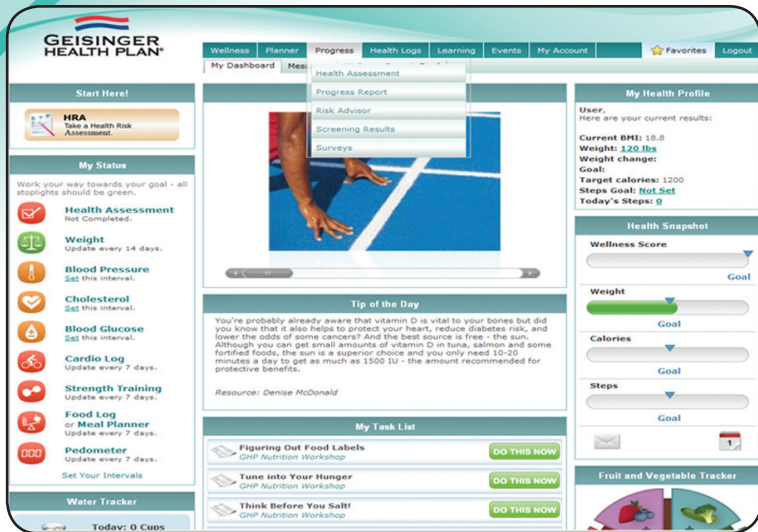 GEISINGER
HEALTH PLAN®
Wellness Planner Progress Health Logs Learning Events My Account Favorites Logout
My Dashboard Mes
Health Assessment
Progress Report
Risk Advisor
Screening Results
Surveys
Start Here!
HRA
Take a Health Risk
Assessment.
My Status
Work your way towards your goal - all
stoplights should be green.
Health Assessment
Not Completed.
Weight
Update every 14 days.
Blood Pressure
Set this interval.
Cholesterol
Set this interval.
Blood Glucose
Set this interval.
Cardio Log
Update every 7 days.
Strength Training
Update every 7 days.
Food Log
or Meal Planner
Update every 7 days.
000
Pedometer
Update every 7 days.
Set Your Intervals
Water Tracker
Today: 0 Cups
Tip of the Day
You're probably already aware that vitamin D is vital to your bones but did
you know that it also helps to protect your heart, reduce diabetes risk, and
lower the odds of some cancers? And the best source is free - the sun.
Although you can get small amounts of vitamin D in tuna, salmon and some
fortified foods, the sun is a superior choice and you only need 10-20
minutes a day to get as much as 1500 IU - the amount recommended for
protective benefits.
Resource: Denise McDonald
My Task List
Figuring Out Food Labels
GHP Nutrition Workshop
DO THIS NOW
Tune into Your Hunger
GHP Nutrition Workshop
DO THIS NOW
Think Before You Salt!
GHP Nutrition Workshop
DO THIS NOW
My Health Profile
User,
Here are your current results:
Current BMI: 18.8
Weight: 120 lbs
Weight change:
Goal:
Target calories: 1200
Steps Goal: Not Set
Today's Steps: 0
Health Snapshot
Wellness Score
Goal
Weight
Goal
Calories
Goal
Steps
Goal
1
Fruit and Vegetable Tracker